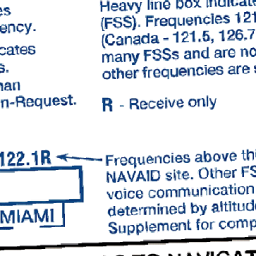 Heavy line box indicate
(FSS). Frequencies 121
ency. (Canada - 121.5, 126.7
cates many FSSs and are no
s. other frequencies are s
an
n-Request. R - Receive only
122.1R Frequencies above thi
NAVAID site. Other FS
voice communication
MIAMI determined by altitud
Supplement for comp